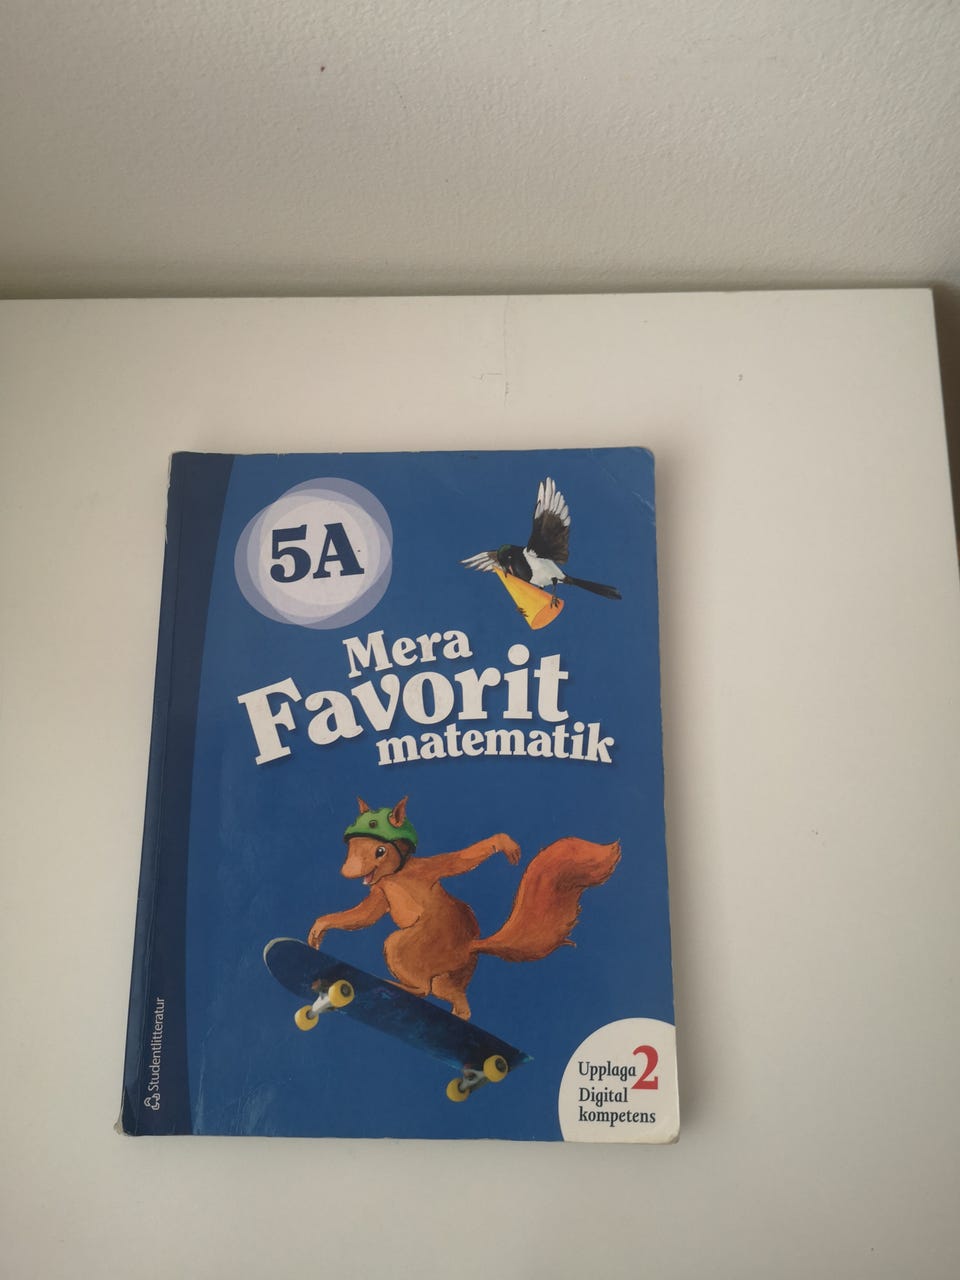 5A
Mera
Favorit
matematik
Studentlitteratur
Upplaga 2
Digital
kompetens